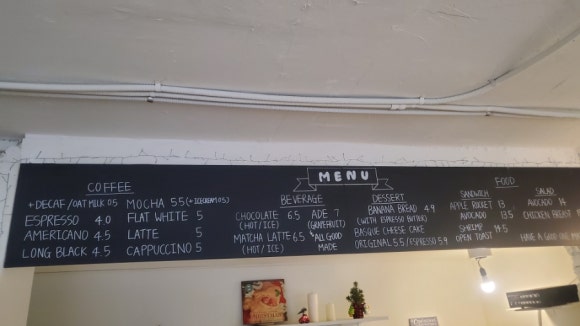 MENU
COFFEE
+DECAF/OAT MILK 0.5
ESPRESSO 4.0
AMERICANO 4.5
LONG BLACK 4.5
MOCHA 5.5 (+ICECREAM 0.5)
FLAT WHITE 5
LATTE 5
CAPPUCCINO 5
BEVERAGE
CHOCOLATE 6.5
(HOT/ICE)
MATCHA LATTE 6.5
(HOT/ICE)
ADE 7
(GRAPEFRUIT)
ALL GOOD
MADE
DESSERT
BANANA BREAD 4.9
(WITH ESPRESSO BUTTER)
BASQUE CHEESE CAKE
ORIGINAL 5.5/ESPRESSO 5.9
FOOD
SANDWICH
APPLE ROCKET 13
AVOCADO 13.5
SHRIMP
OPEN TOAST 14.5
SALAD
AVOCADO 14
CHICKEN BREAST
HAVE A GOOD ONE